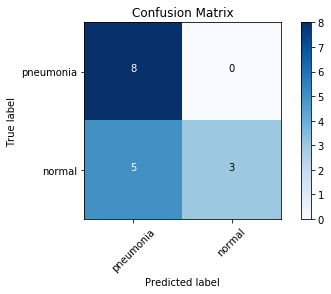 Confusion Matrix
True label
pneumonia
normal
8
0
5
3
pneumonia
normal
Predicted label
8
7
6
5
4
3
2
1
0